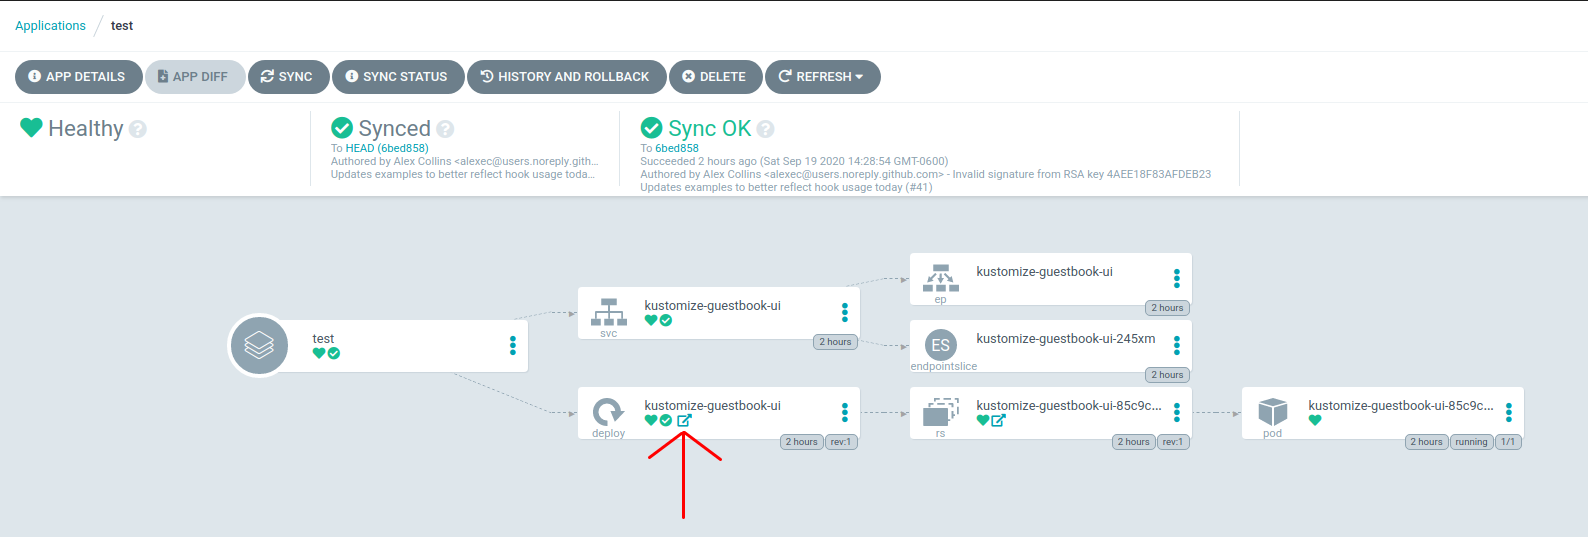 Applications / test
APP DETAILS APP DIFF SYNC SYNC STATUS HISTORY AND ROLLBACK DELETE REFRESH
Healthy ?
Synced ?
To HEAD (6bed858)
Authored by Alex Collins <alexec@users.noreply.gith...
Updates examples to better reflect hook usage toda...
Sync OK ?
To 6bed858
Succeeded 2 hours ago (Sat Sep 19 2020 14:28:54 GMT-0600)
Authored by Alex Collins <alexec@users.noreply.github.com> - Invalid signature from RSA key 4AEE18F83AFDEB23
Updates examples to better reflect hook usage today (#41)
test
kustomize-guestbook-ui
svc
2 hours
kustomize-guestbook-ui
deploy
2 hours rev:1
kustomize-guestbook-ui
ep
2 hours
ES
kustomize-guestbook-ui-245xm
endpointslice
2 hours
kustomize-guestbook-ui-85c9c...
rs
2 hours rev:1
kustomize-guestbook-ui-85c9c...
pod
2 hours running 1/1